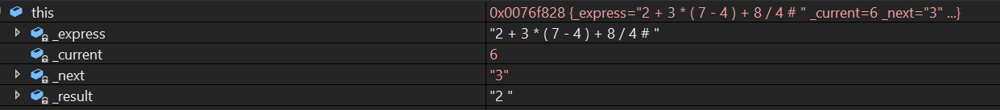 this 0x0076f828 {_express="2 + 3 * ( 7 - 4 ) + 8 / 4 # " _current=6 _next="3" ...}
_express "2 + 3 * ( 7 - 4 ) + 8 / 4 # "
_current 6
_next "3"
_result "2 "